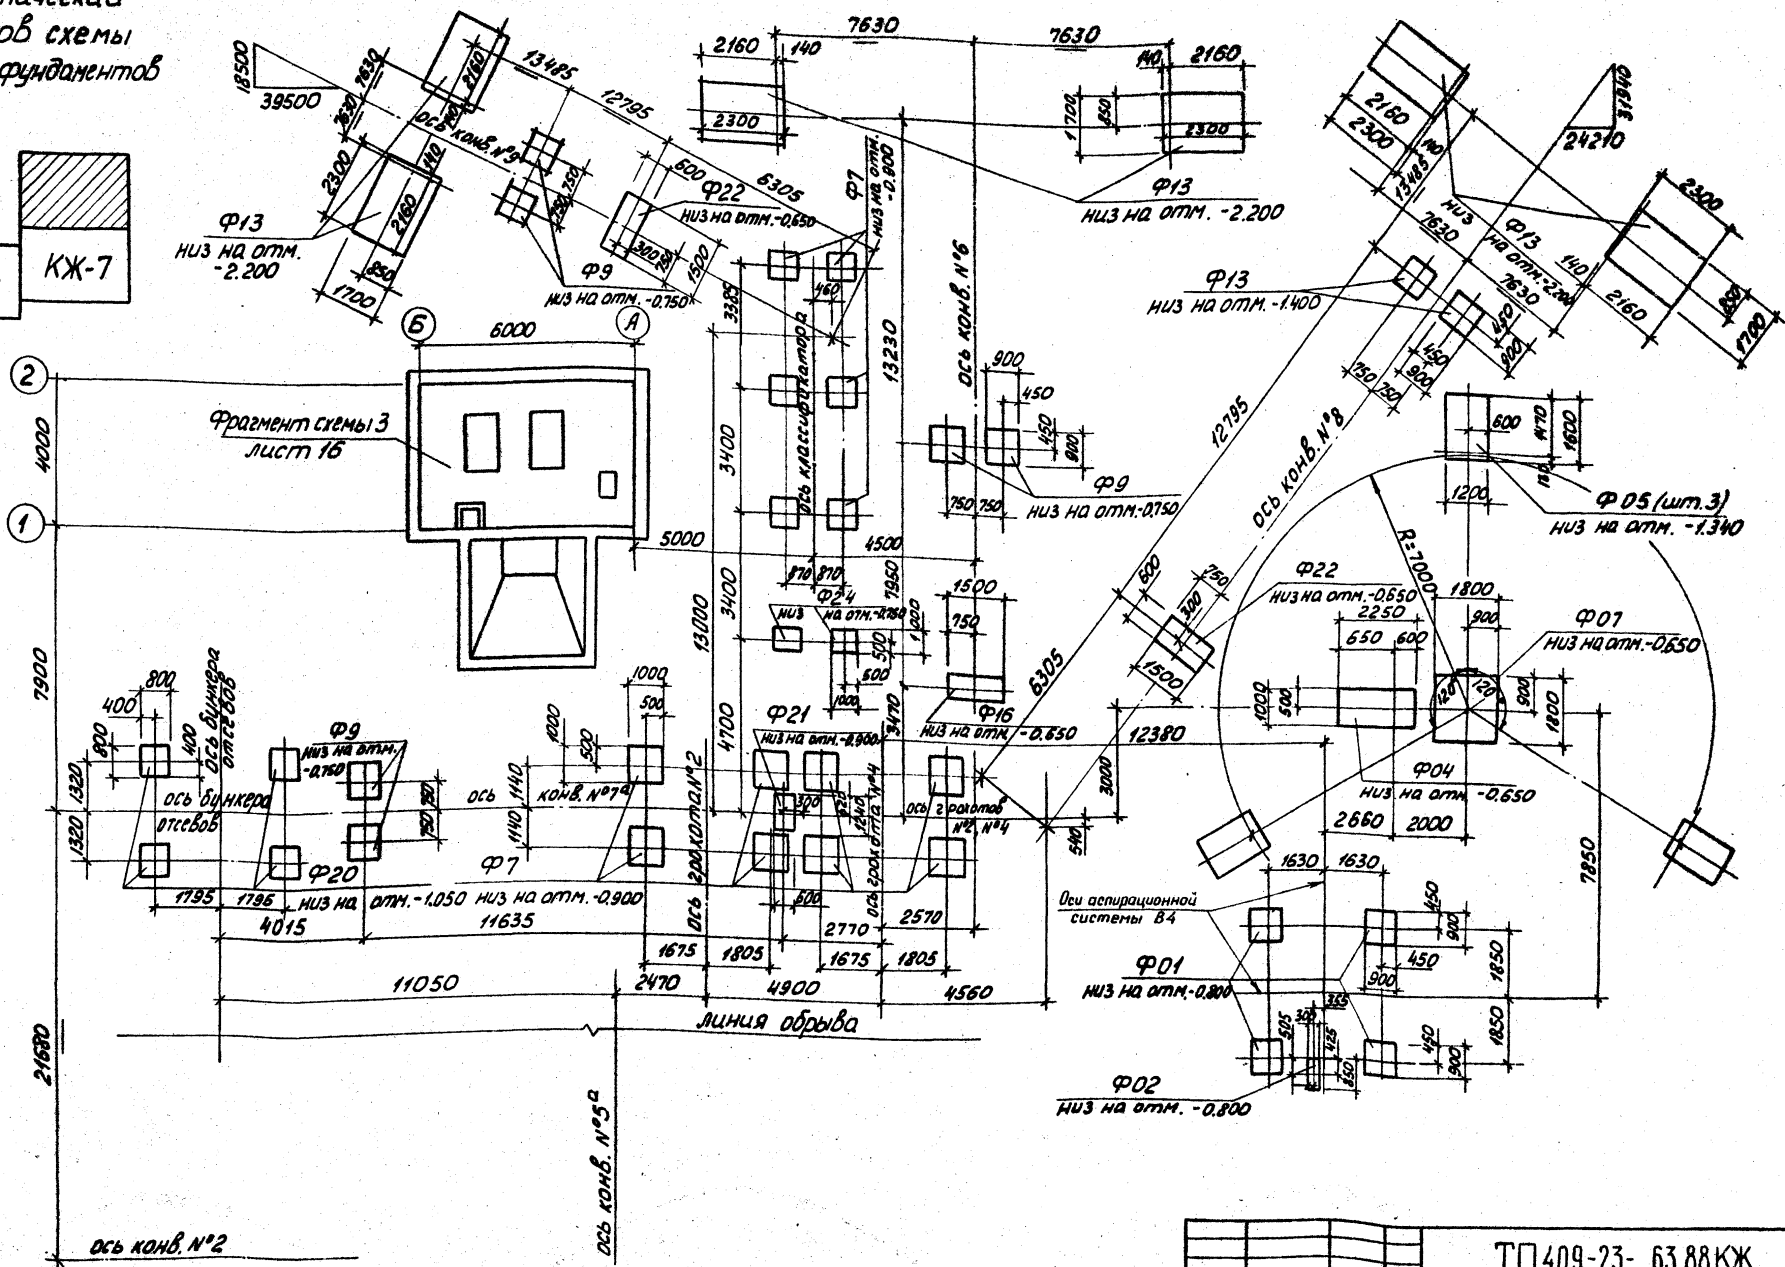 ов схемы
фундаментов
КЖ-7
18500
39500
7630
7630
2160
140
13485
12795
ось конв. №9
2300
140
2160
850
1700
Ф13
низ на отм.
-2.200
Ф9
низ на отм. -0.750
750
750
600
Ф22
низ на отм. -0.650
6305
300
750
1500
7630
7630
2160
140
2300
140
2160
1700
850
2300
Ф13
низ на отм. -2.200
Ф7
низ на отм.
-0.900
460
3385
13230
ось конв. №6
ось классификатора
3400
3400
13000
4700
Б
А
6000
2
1
4000
7900
21680
Фрагмент схемы 3
лист 16
5000
4500
870
870
900
450
450
900
750
750
Ф9
низ на отм. -0.750
7950
Ф24
низ
на отм. -0.750
500
500
1000
1500
750
Ф16
низ на отм. -0.650
3470
2160
2300
140
13485
7630
низ
Ф13
на отм. -2.200
7630
140
2160
2300
850
1700
31940
24210
Ф13
низ на отм. -1.400
450
900
450
900
750
750
12795
ось конв. №8
6305
600
750
300
1500
Ф22
низ на отм. -0.650
600
1470
1600
1200
Ф05 (шт.3)
низ на отм. -1.340
R=7000
1800
900
2250
650
600
1000
500
120
120
900
1800
Ф07
низ на отм. -0.650
Ф04
низ на отм. -0.650
2660
2000
7850
12380
3000
540
800
400
800
400
1320
1320
ось бункера
отсевов
ось бункера
отсевов
Ф9
низ на отм.
-0.750
750
750
1000
500
1000
500
1140
1140
ось
конв. №7а
ось грохота №2
Ф21
низ на отм. -0.900
300
620
1240
ось грохота №4
ось грохотов
№2, №4
Ф20
низ на отм. -1.050
Ф7
низ на отм. -0.900
1795
1795
4015
11635
600
2770
2570
1675
1805
1675
1805
11050
2470
4900
4560
линия обрыва
ось конв. №5а
ось конв. №2
1630
1630
Оси аспирационной
системы В4
450
900
450
900
1850
1850
Ф01
низ на отм. -0.800
355
300
505
425
850
450
900
Ф02
низ на отм. -0.800
ТП 409-23- 63.88 КЖ